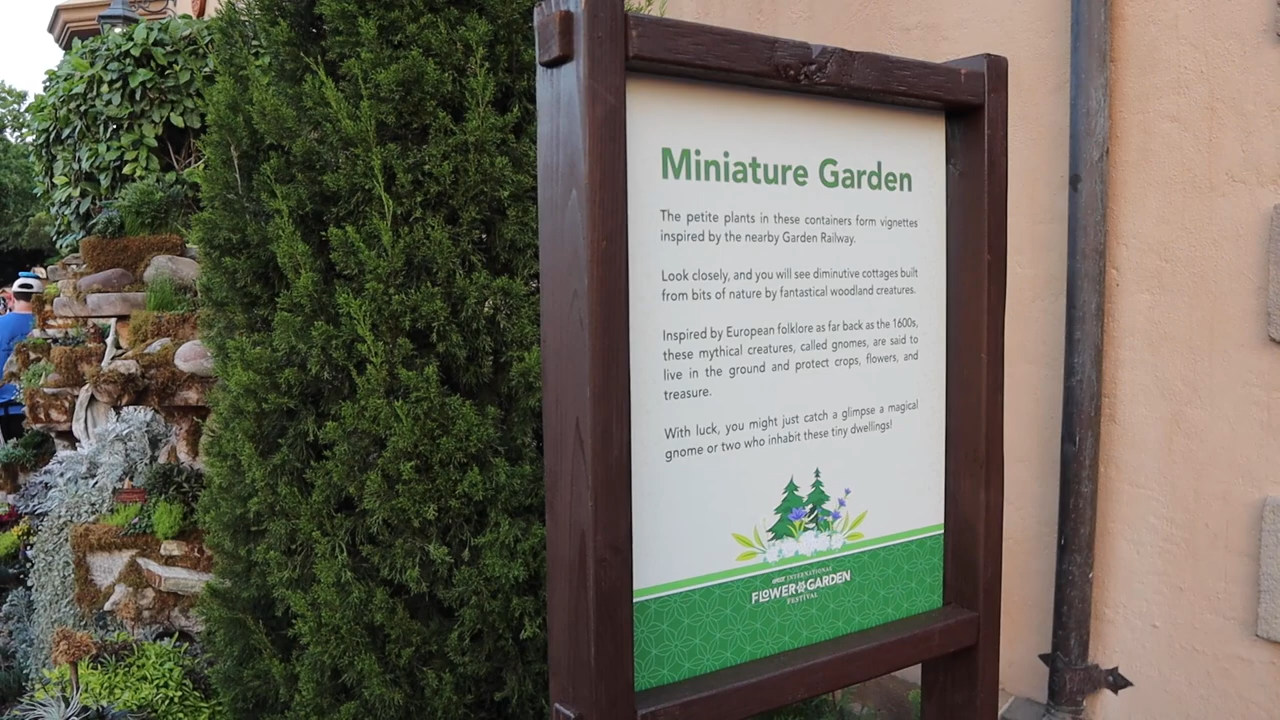 Miniature Garden
The petite plants in these containers form vignettes
inspired by the nearby Garden Railway.
Look closely, and you will see diminutive cottages built
from bits of nature by fantastical woodland creatures.
Inspired by European folklore as far back as the 1600s,
these mythical creatures, called gnomes, are said to
live in the ground and protect crops, flowers, and
treasure.
With luck, you might just catch a glimpse a magical
gnome or two who inhabit these tiny dwellings!
EPCOT INTERNATIONAL
FLOWER & GARDEN
FESTIVAL